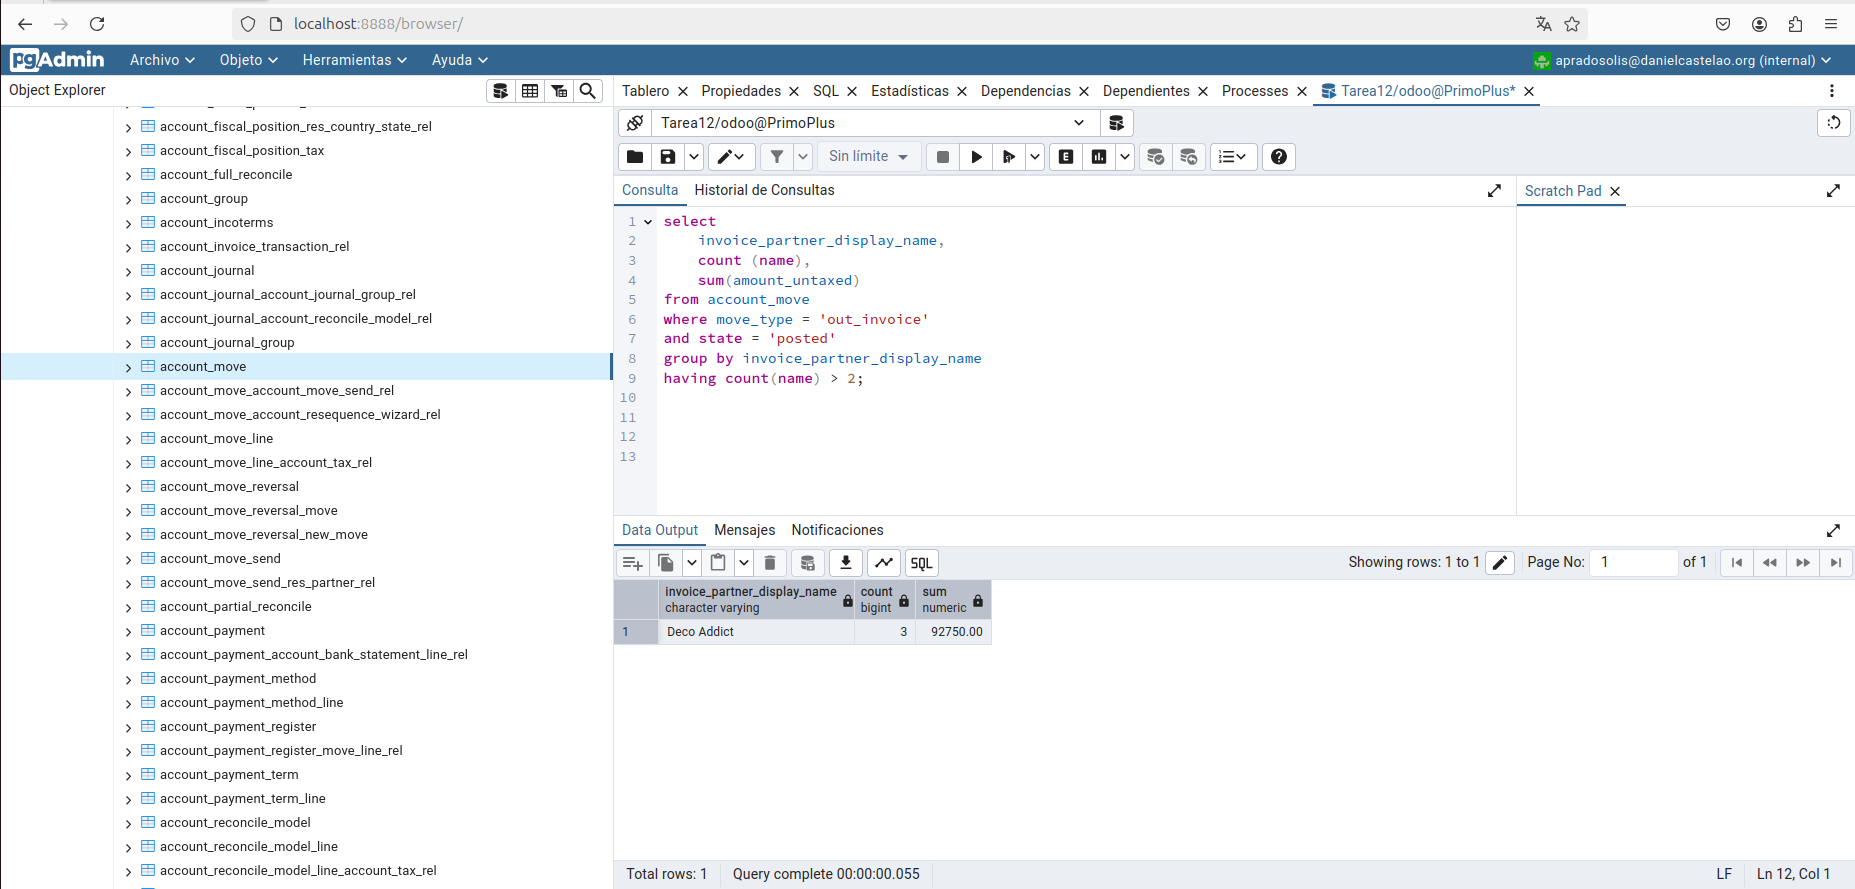 localhost:8888/browser/
pgAdmin
Archivo
Objeto
Herramientas
Ayuda
apradosolis@danielcastelao.org (internal)
Object Explorer
account_fiscal_position_res_country_state_rel
account_fiscal_position_tax
account_full_reconcile
account_group
account_incoterms
account_invoice_transaction_rel
account_journal
account_journal_account_journal_group_rel
account_journal_account_reconcile_model_rel
account_journal_group
account_move
account_move_account_move_send_rel
account_move_account_resequence_wizard_rel
account_move_line
account_move_line_account_tax_rel
account_move_reversal
account_move_reversal_move
account_move_reversal_new_move
account_move_send
account_move_send_res_partner_rel
account_partial_reconcile
account_payment
account_payment_account_bank_statement_line_rel
account_payment_method
account_payment_method_line
account_payment_register
account_payment_register_move_line_rel
account_payment_term
account_payment_term_line
account_reconcile_model
account_reconcile_model_line
account_reconcile_model_line_account_tax_rel
Tablero
Propiedades
SQL
Estadísticas
Dependencias
Dependientes
Processes
Tarea12/odoo@PrimoPlus*
Tarea12/odoo@PrimoPlus
Sin límite
E
Consulta
Historial de Consultas
Scratch Pad
1 select
2 invoice_partner_display_name,
3 count (name),
4 sum(amount_untaxed)
5 from account_move
6 where move_type = 'out_invoice'
7 and state = 'posted'
8 group by invoice_partner_display_name
9 having count(name) > 2;
10
11
12
13
Data Output
Mensajes
Notificaciones
SQL
Showing rows: 1 to 1
Page No:
1
of 1
invoice_partner_display_name
character varying
count
bigint
sum
numeric
1
Deco Addict
3
92750.00
Total rows: 1
Query complete 00:00:00.055
LF
Ln 12, Col 1